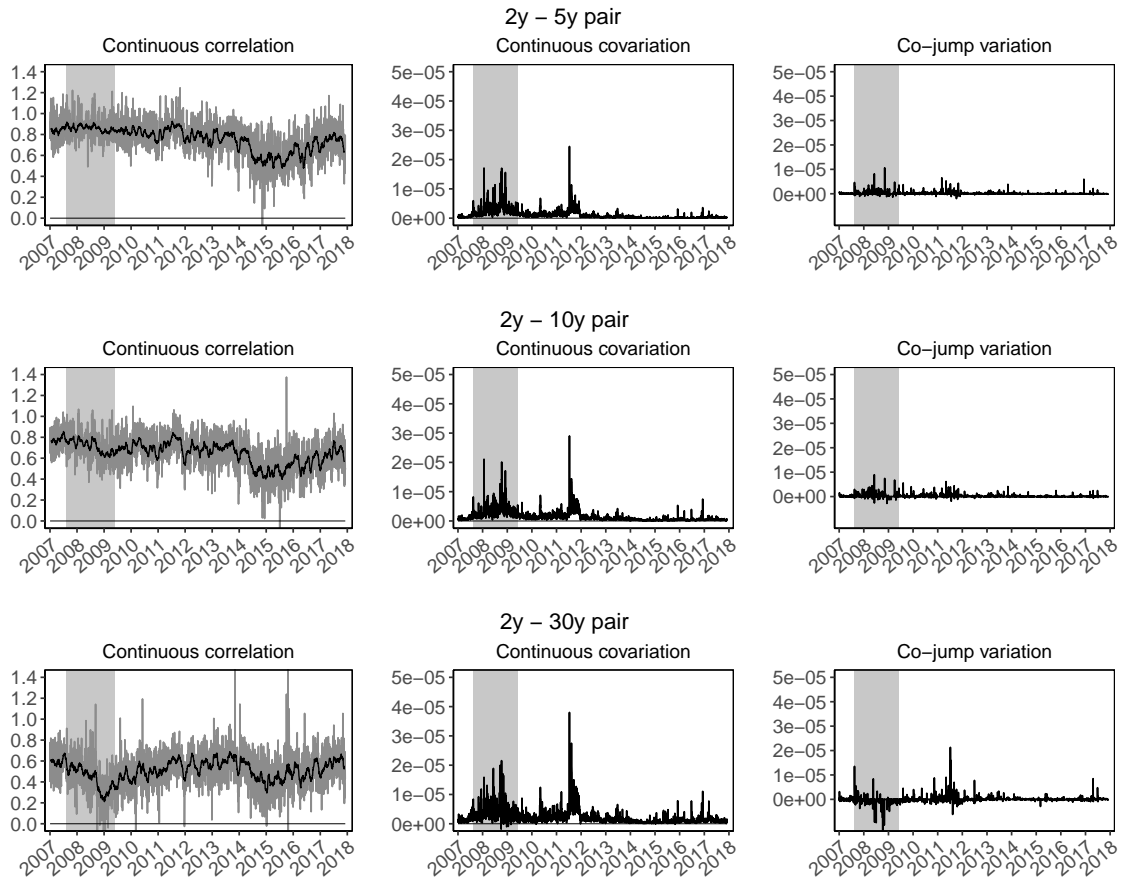 2y − 5y pair
Continuous correlation
Continuous covariation
Co−jump variation
1.4
1.2
1.0
0.8
0.6
0.4
0.2
0.0
5e−05
4e−05
3e−05
2e−05
1e−05
0e+00
5e−05
4e−05
3e−05
2e−05
1e−05
0e+00
2007 2008 2009 2010 2011 2012 2013 2014 2015 2016 2017 2018
2007 2008 2009 2010 2011 2012 2013 2014 2015 2016 2017 2018
2007 2008 2009 2010 2011 2012 2013 2014 2015 2016 2017 2018
2y − 10y pair
Continuous correlation
Continuous covariation
Co−jump variation
1.4
1.2
1.0
0.8
0.6
0.4
0.2
0.0
5e−05
4e−05
3e−05
2e−05
1e−05
0e+00
5e−05
4e−05
3e−05
2e−05
1e−05
0e+00
2007 2008 2009 2010 2011 2012 2013 2014 2015 2016 2017 2018
2007 2008 2009 2010 2011 2012 2013 2014 2015 2016 2017 2018
2007 2008 2009 2010 2011 2012 2013 2014 2015 2016 2017 2018
2y − 30y pair
Continuous correlation
Continuous covariation
Co−jump variation
1.4
1.2
1.0
0.8
0.6
0.4
0.2
0.0
5e−05
4e−05
3e−05
2e−05
1e−05
0e+00
5e−05
4e−05
3e−05
2e−05
1e−05
0e+00
2007 2008 2009 2010 2011 2012 2013 2014 2015 2016 2017 2018
2007 2008 2009 2010 2011 2012 2013 2014 2015 2016 2017 2018
2007 2008 2009 2010 2011 2012 2013 2014 2015 2016 2017 2018